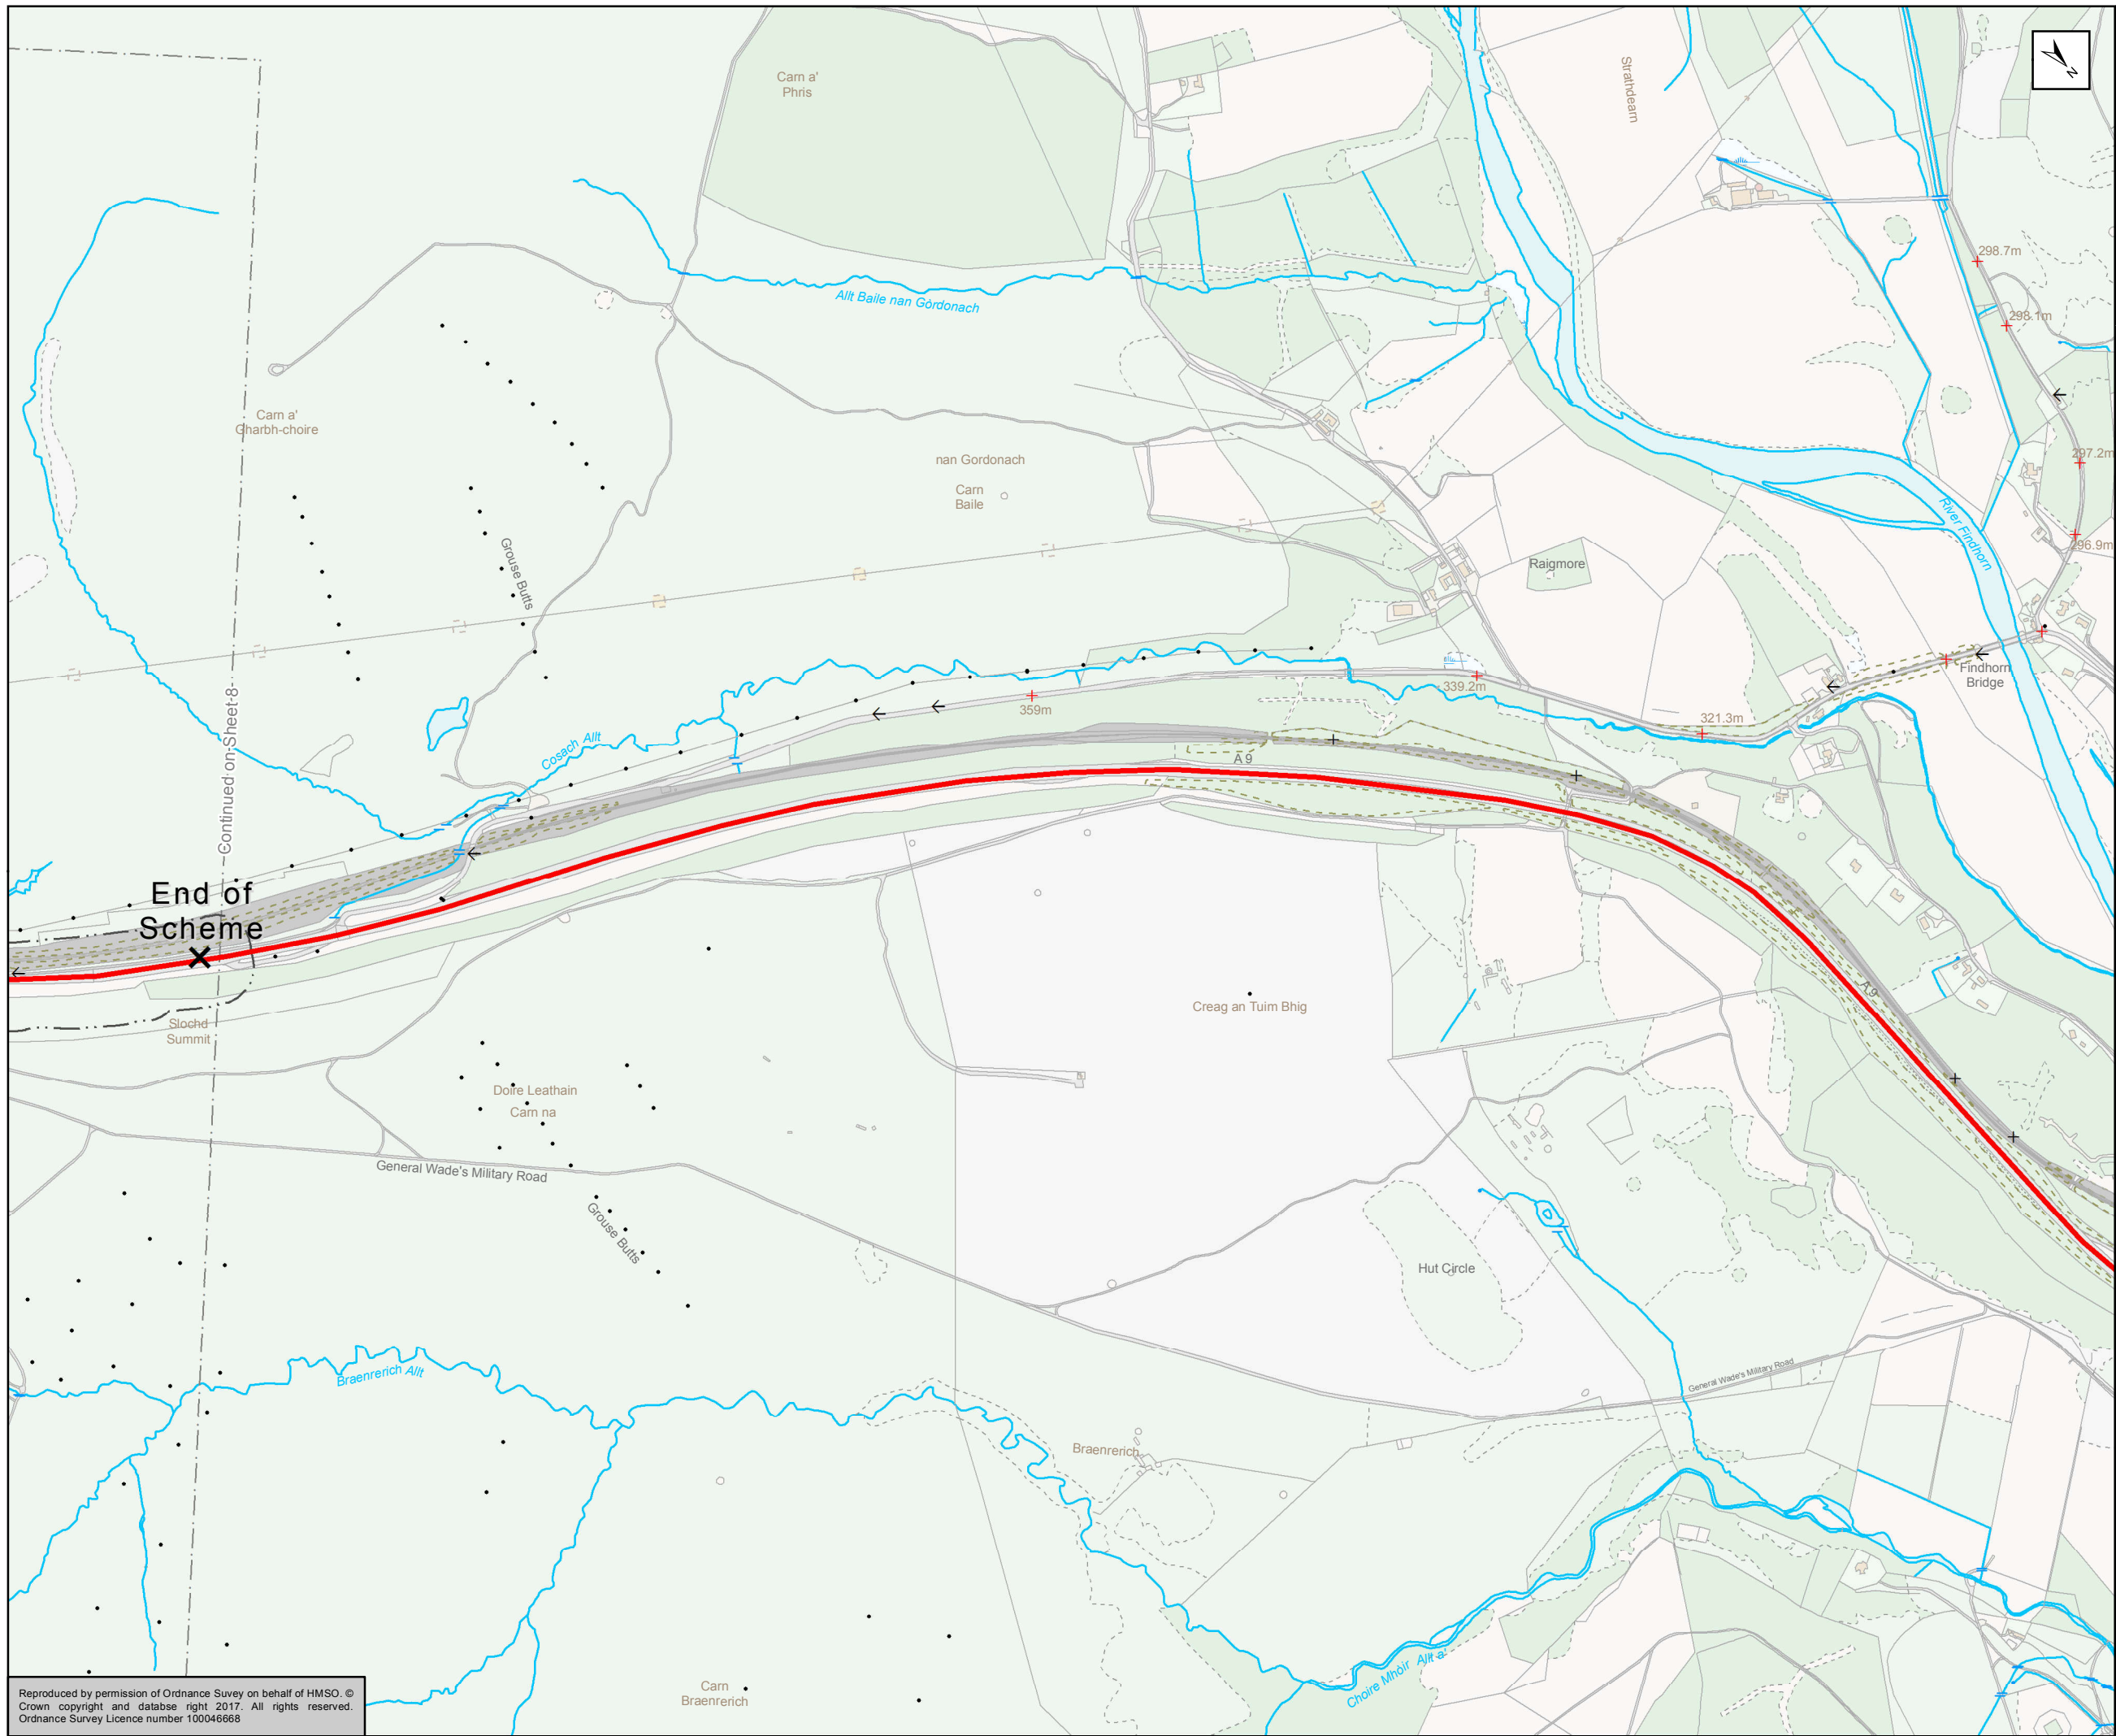 Carn a'
Phris
Strathdearn
N
298.7m
298.1m
Allt Baile nan Gòrdonach
Carn a'
Gharbh-choire
nan Gordonach
Carn
Baile
297.2m
River Findhorn
296.9m
Grouse Butts
Raigmore
Findhorn
Bridge
339.2m
359m
321.3m
Continued on Sheet 8
Cosach Allt
A 9
End of
Scheme
A 9
Creag an Tuim Bhig
Slochd
Summit
Doire Leathain
Carn na
General Wade's Military Road
Grouse Butts
Hut Circle
Braenrerich Allt
General Wade's Military Road
Braenrerich
Choire Mhòir Allt a'
Carn
Braenrerich
Reproduced by permission of Ordnance Suvey on behalf of HMSO. ©
Crown copyright and databse right 2017. All rights reserved.
Ordnance Survey Licence number 100046668